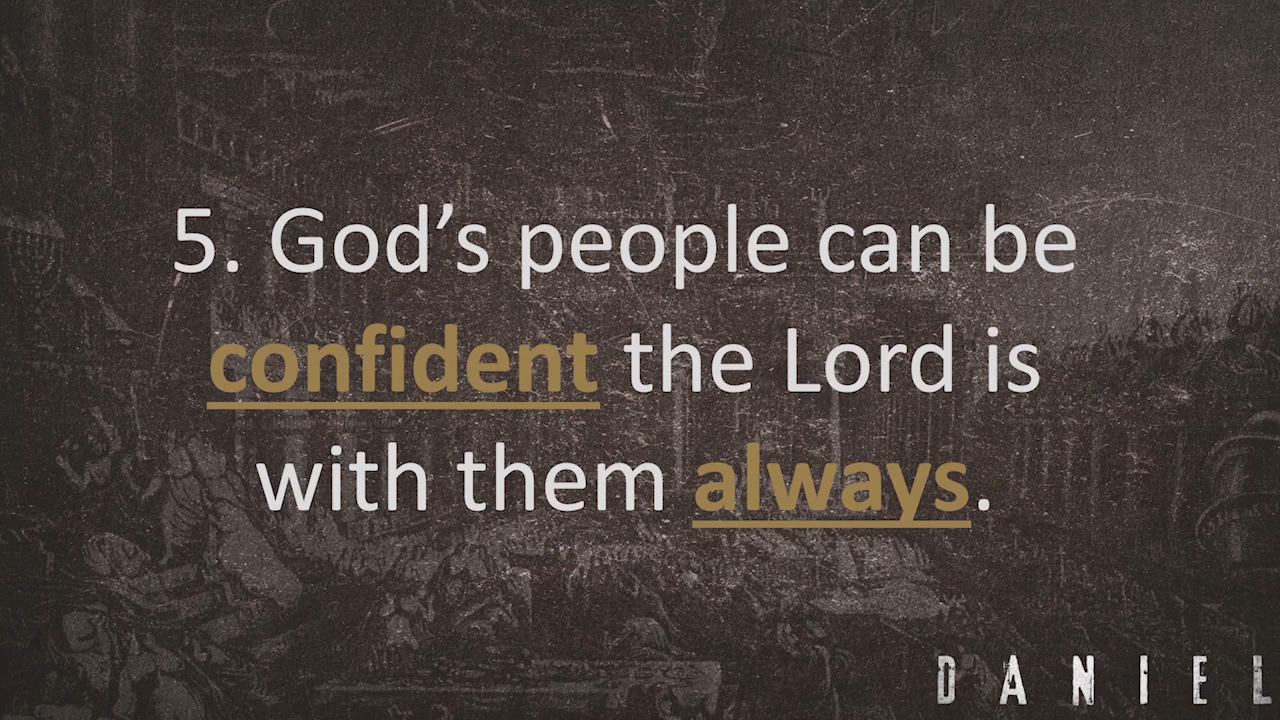 5. God’s people can be
confident the Lord is
with them always.
DANIEL